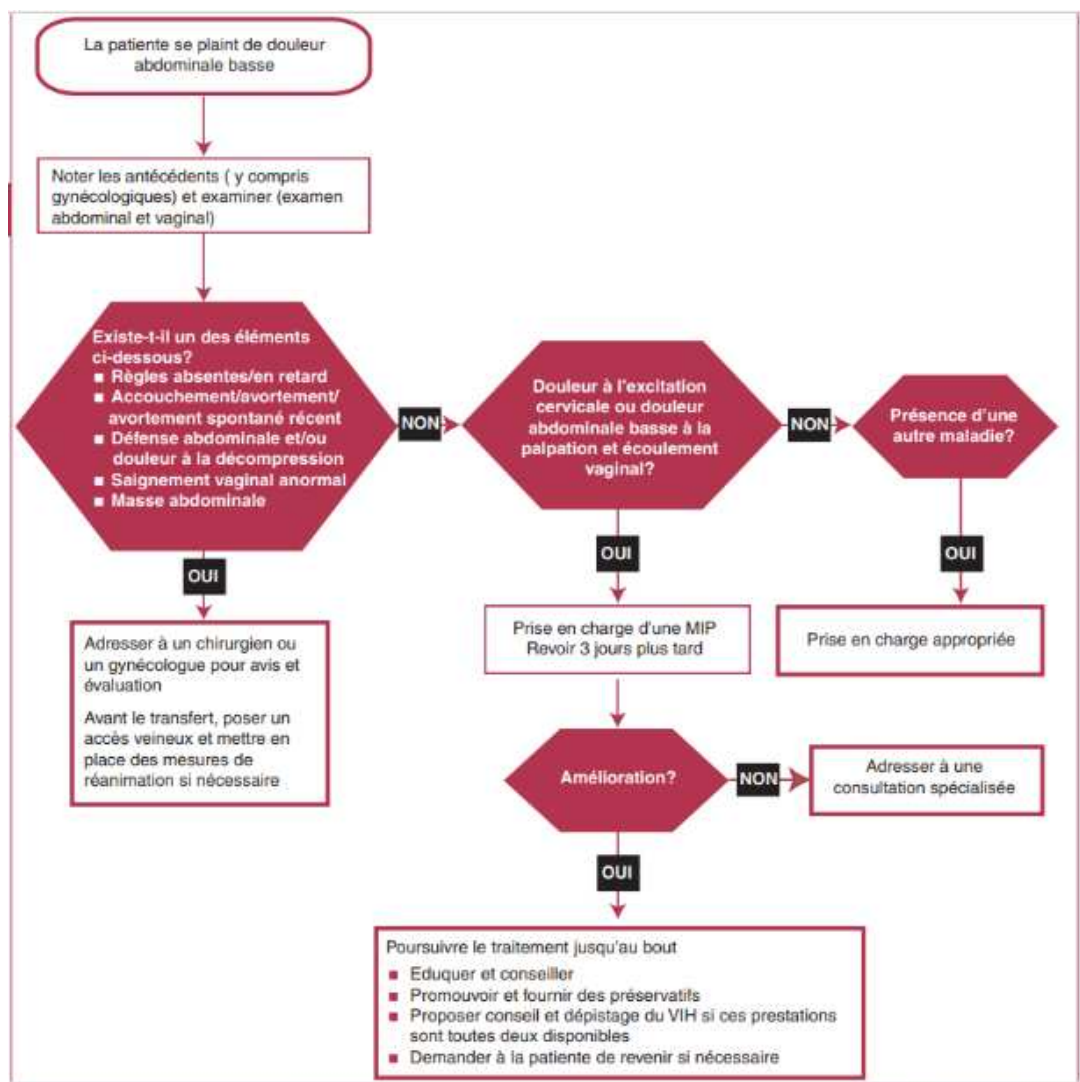 La patiente se plaint de douleur
abdominale basse
Noter les antécédents ( y compris
gynécologiques) et examiner (examen
abdominal et vaginal)
Existe-t-il un des éléments
ci-dessous?
■ Règles absentes/en retard
■ Accouchement/avortement/
avortement spontané récent
■ Défense abdominale et/ou
douleur à la décompression
■ Saignement vaginal anormal
■ Masse abdominale
NON
Douleur à l'excitation
cervicale ou douleur
abdominale basse à la
palpation et écoulement
vaginal?
NON
Présence d'une
autre maladie?
OUI
OUI
OUI
Adresser à un chirurgien ou
un gynécologue pour avis et
évaluation
Avant le transfert, poser un
accès veineux et mettre en
place des mesures de
réanimation si nécessaire
Prise en charge d'une MIP
Revoir 3 jours plus tard
Prise en charge appropriée
Amélioration?
NON
Adresser à une
consultation spécialisée
OUI
Poursuivre le traitement jusqu'au bout
■ Eduquer et conseiller
■ Promouvoir et fournir des préservatifs
■ Proposer conseil et dépistage du VIH si ces prestations
sont toutes deux disponibles
■ Demander à la patiente de revenir si nécessaire